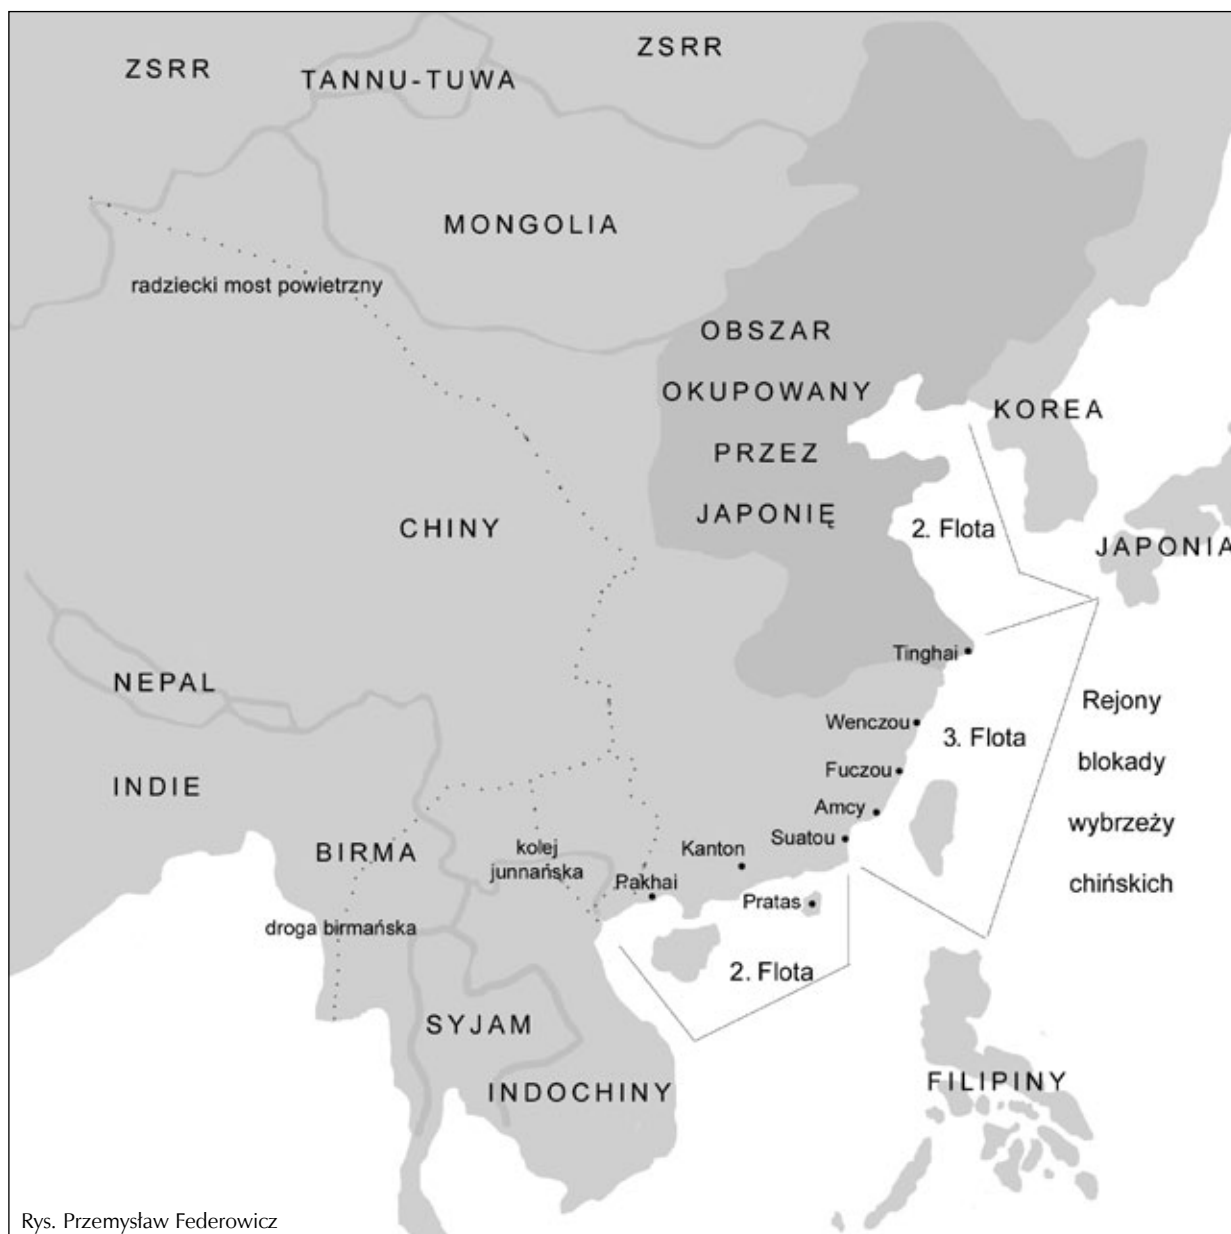 ZSRR
ZSRR
TANNU-TUWA
MONGOLIA
radziecki most powietrzny
OBSZAR
OKUPOWANY
PRZEZ
JAPONIĘ
KOREA
CHINY
2. Flota
JAPONIA
Tinghai
NEPAL
Wenczou
3. Flota
Rejony
blokady
wybrzeży
chińskich
INDIE
Fuczou
Amcy
Suatou
BIRMA
kolej
junnańska
Kanton
Pakhai
Pratas
droga birmańska
2. Flota
SYJAM
INDOCHINY
FILIPINY
Rys. Przemysław Federowicz